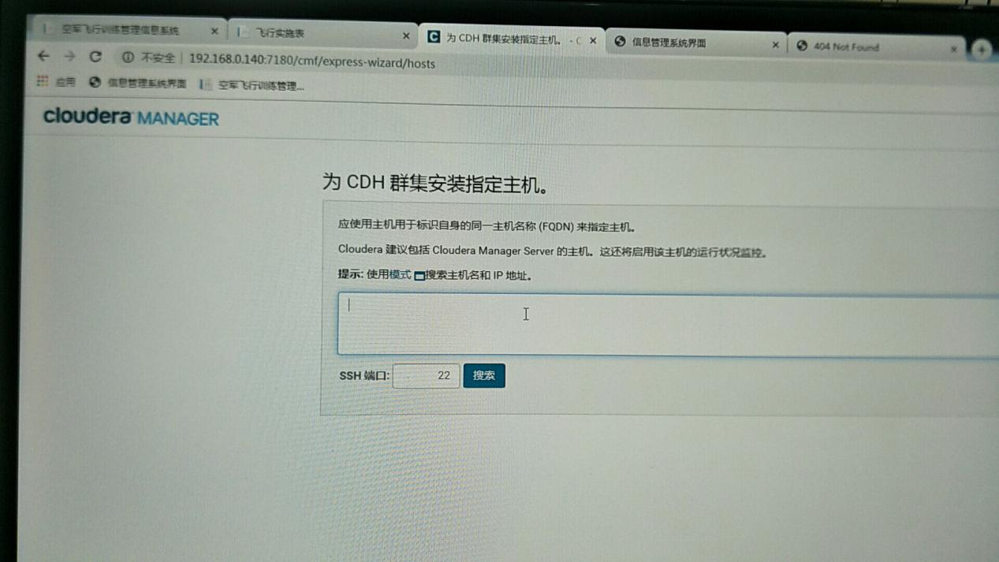 空军飞行训练管理信息系统
飞行实施表
为 CDH 群集安装指定主机。 - C
信息管理系统界面
404 Not Found
不安全 | 192.168.0.140:7180/cmf/express-wizard/hosts
应用 信息管理系统界面 空军飞行训练管理...
cloudera MANAGER
为 CDH 群集安装指定主机。
应使用主机用于标识自身的同一主机名称 (FQDN) 来指定主机。
Cloudera 建议包括 Cloudera Manager Server 的主机。这还将启用该主机的运行状况监控。
提示: 使用模式 搜索主机名和 IP 地址。
SSH 端口: 22 搜索